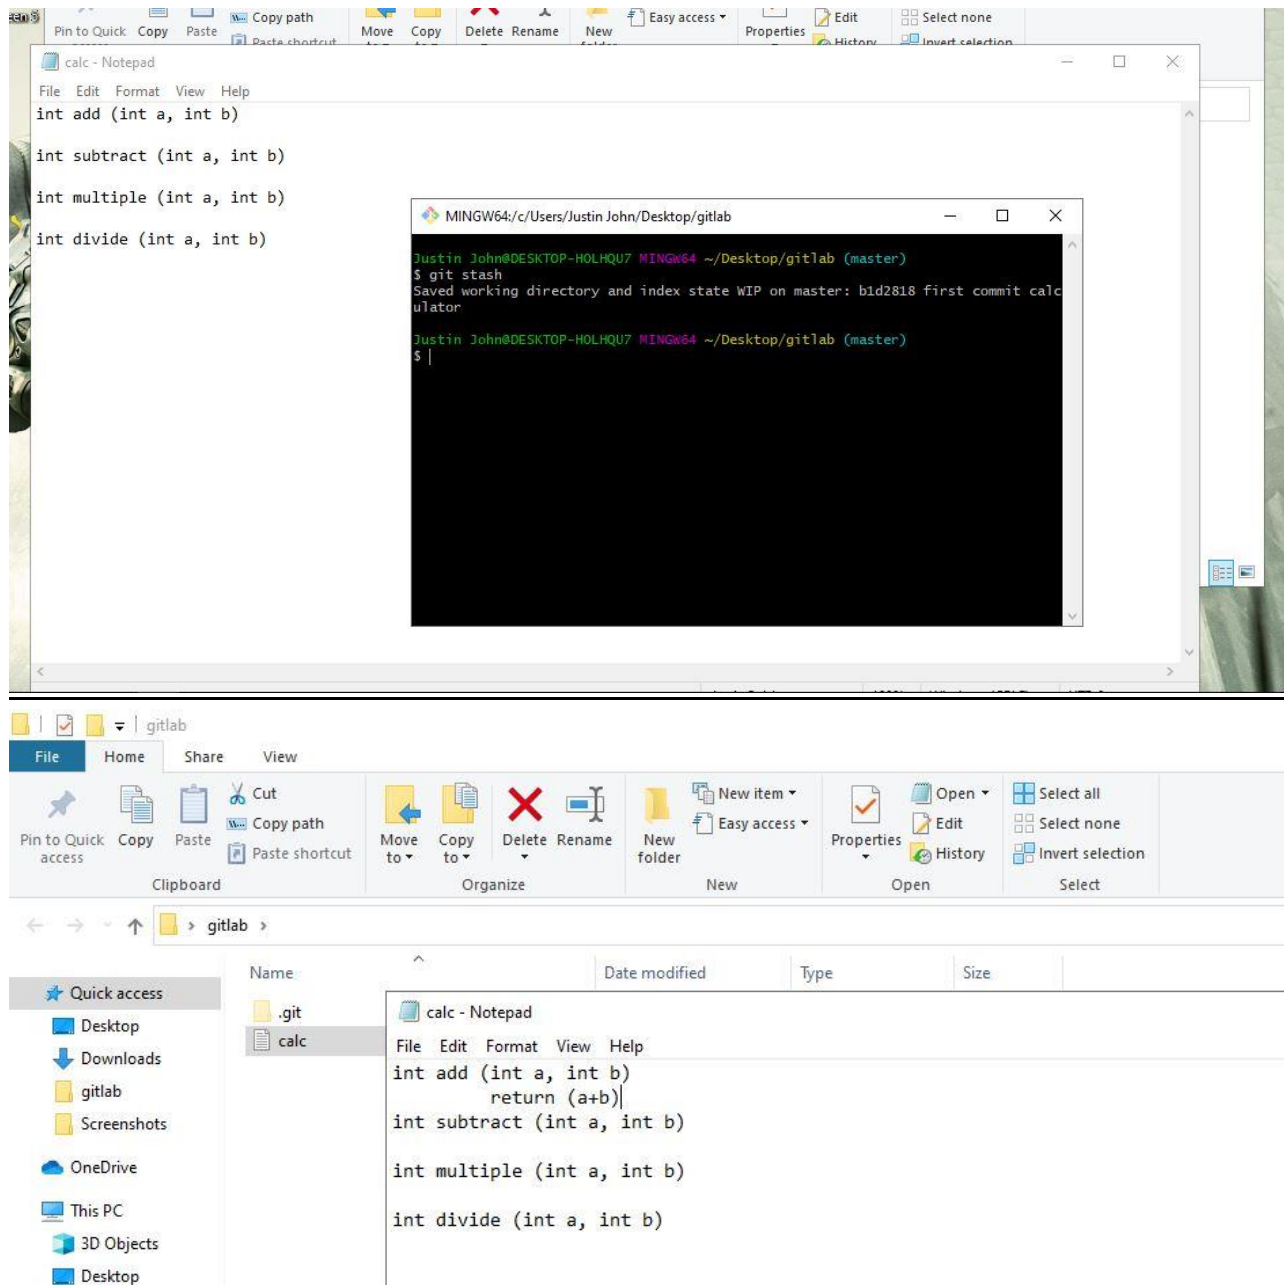 Copy path
Pin to Quick Copy Paste Move Copy Delete Rename New Easy access Properties Edit Select none
Paste shortcut History Invert selection
calc - Notepad
File Edit Format View Help
int add (int a, int b)
int subtract (int a, int b)
int multiple (int a, int b)
int divide (int a, int b)
MINGW64:/c/Users/Justin John/Desktop/gitlab
Justin John@DESKTOP-HOLHQU7 MINGW64 ~/Desktop/gitlab (master)
$ git stash
Saved working directory and index state WIP on master: b1d2818 first commit calc
ulator
Justin John@DESKTOP-HOLHQU7 MINGW64 ~/Desktop/gitlab (master)
$
gitlab
File Home Share View
Cut
Copy path
Paste shortcut
Pin to Quick access
Copy
Paste
Clipboard
Move to
Copy to
Delete
Rename
Organize
New folder
New item
Easy access
New
Properties
Open
Edit
History
Open
Select all
Select none
Invert selection
Select
gitlab
Name Date modified Type Size
Quick access
Desktop
Downloads
gitlab
Screenshots
OneDrive
This PC
3D Objects
Desktop
.git
calc
calc - Notepad
File Edit Format View Help
int add (int a, int b)
return (a+b)
int subtract (int a, int b)
int multiple (int a, int b)
int divide (int a, int b)